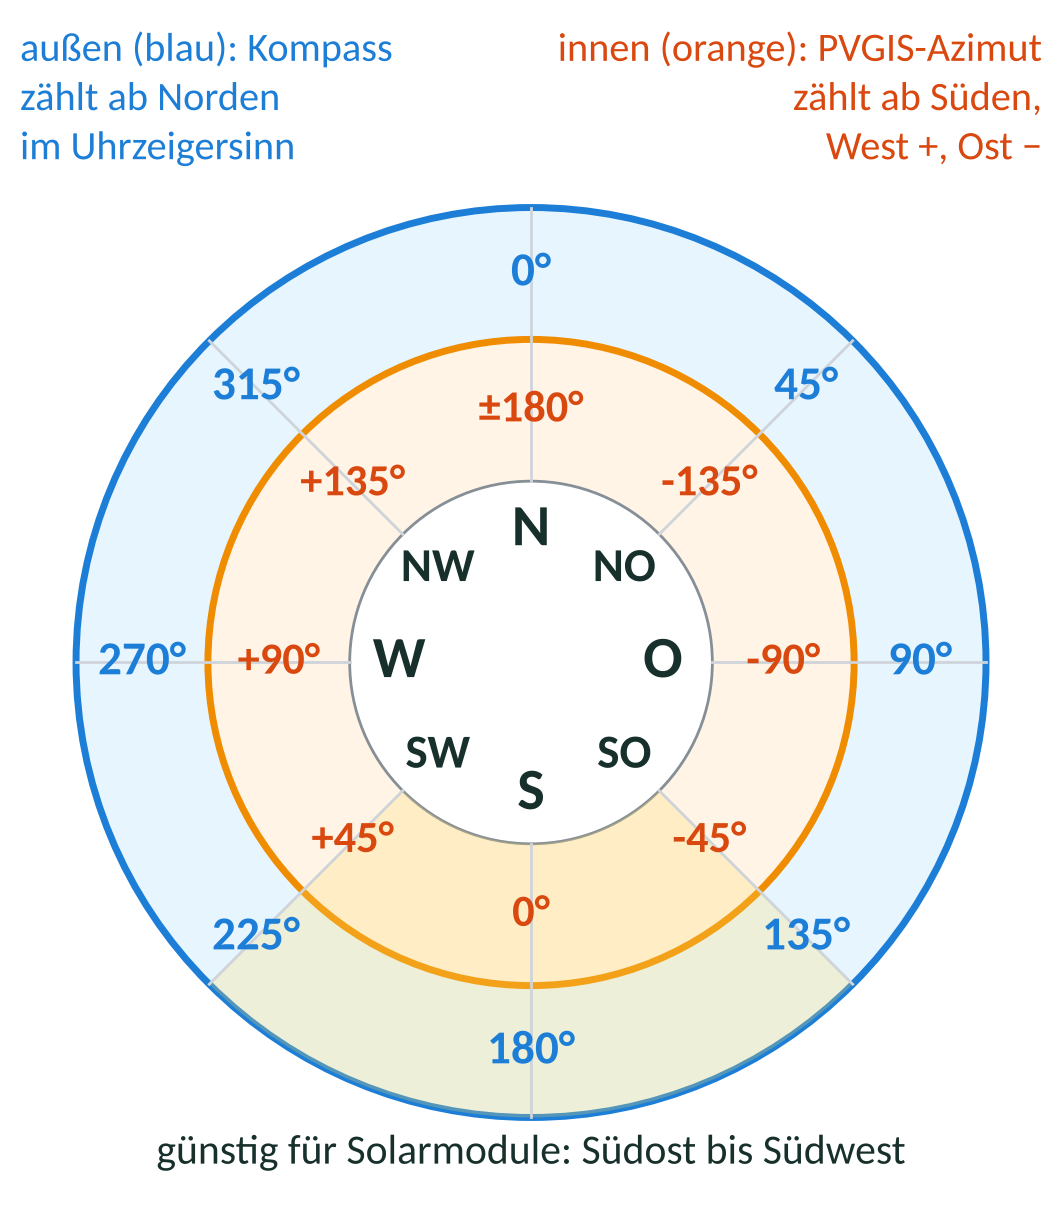 außen (blau): Kompass
zählt ab Norden
im Uhrzeigersinn
innen (orange): PVGIS-Azimut
zählt ab Süden,
West +, Ost −
0°
315°
45°
±180°
+135°
-135°
N
NW
NO
270°
+90°
W
O
-90°
90°
SW
SO
S
+45°
-45°
0°
225°
135°
180°
günstig für Solarmodule: Südost bis Südwest